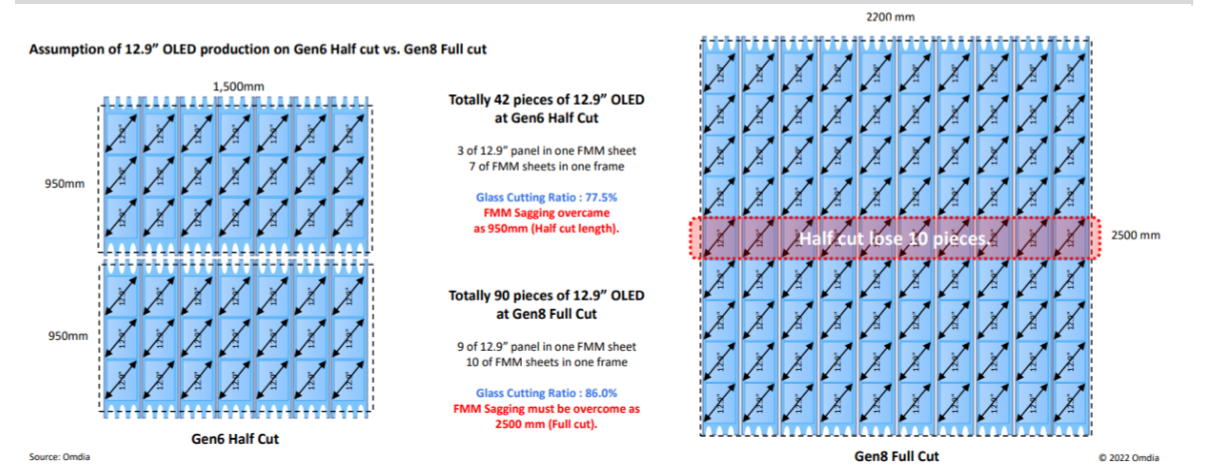 2200 mm
Assumption of 12.9” OLED production on Gen6 Half cut vs. Gen8 Full cut
1,500mm
950mm
950mm
12.9"
Gen6 Half Cut
Totally 42 pieces of 12.9” OLED
at Gen6 Half Cut
3 of 12.9” panel in one FMM sheet
7 of FMM sheets in one frame
Glass Cutting Ratio : 77.5%
FMM Sagging overcame
as 950mm (Half cut length).
Totally 90 pieces of 12.9” OLED
at Gen8 Full Cut
9 of 12.9” panel in one FMM sheet
10 of FMM sheets in one frame
Glass Cutting Ratio : 86.0%
FMM Sagging must be overcome as
2500 mm (Full cut).
12.9"
Half cut lose 10 pieces.
2500 mm
Gen8 Full Cut
Source: Omdia
© 2022 Omdia